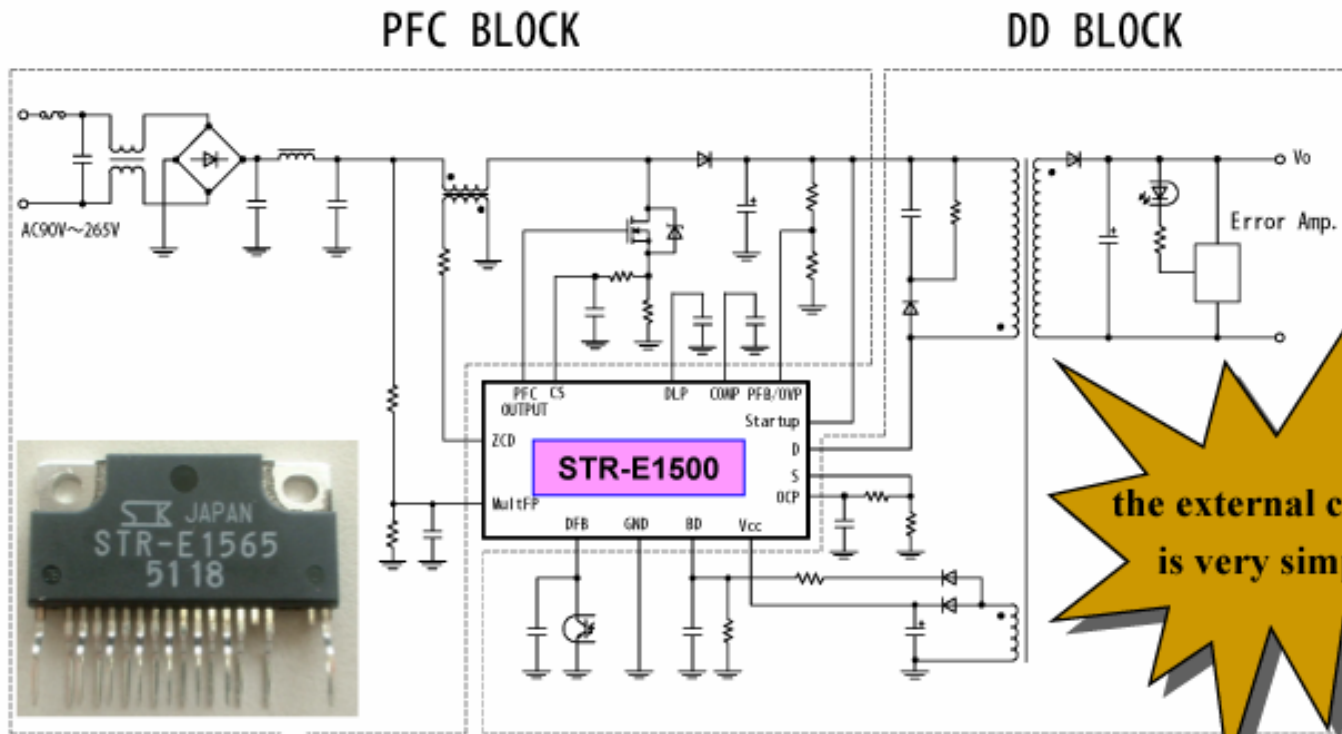 PFC BLOCK
DD BLOCK
AC90V~265V
Vo
Error Amp.
PFC
OUTPUT
CS
DLP
COMP
PFB/OVP
Startup
ZCD
D
STR-E1500
S
OCP
MultFP
DFB
GND
BD
Vcc
SK JAPAN
STR-E1565
5118
the external c
is very sim